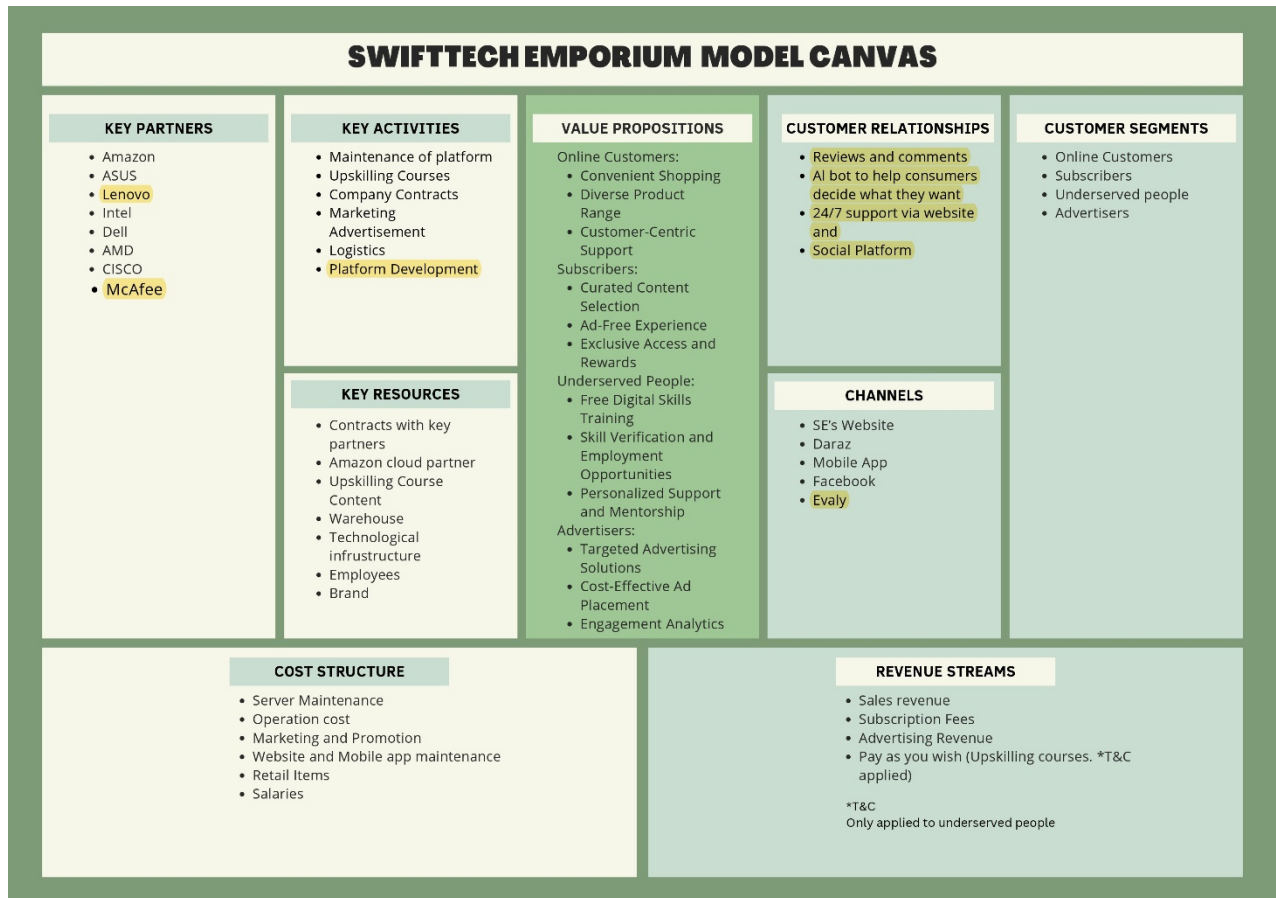 SWIFTTECH EMPORIUM MODEL CANVAS
KEY PARTNERS
• Amazon
• ASUS
• Lenovo
• Intel
• Dell
• AMD
• CISCO
• McAfee
KEY ACTIVITIES
• Maintenance of platform
• Upskilling Courses
• Company Contracts
• Marketing
Advertisement
• Logistics
• Platform Development
KEY RESOURCES
• Contracts with key
partners
• Amazon cloud partner
• Upskilling Course
Content
• Warehouse
• Technological
infrustructure
• Employees
• Brand
VALUE PROPOSITIONS
Online Customers:
• Convenient Shopping
• Diverse Product
Range
• Customer-Centric
Support
Subscribers:
• Curated Content
Selection
• Ad-Free Experience
• Exclusive Access and
Rewards
Underserved People:
• Free Digital Skills
Training
• Skill Verification and
Employment
Opportunities
• Personalized Support
and Mentorship
Advertisers:
• Targeted Advertising
Solutions
• Cost-Effective Ad
Placement
• Engagement Analytics
CUSTOMER RELATIONSHIPS
• Reviews and comments
• AI bot to help consumers
decide what they want
• 24/7 support via website
and
• Social Platform
CHANNELS
• SE's Website
• Daraz
• Mobile App
• Facebook
• Evaly
CUSTOMER SEGMENTS
• Online Customers
• Subscribers
• Underserved people
• Advertisers
COST STRUCTURE
• Server Maintenance
• Operation cost
• Marketing and Promotion
• Website and Mobile app maintenance
• Retail Items
• Salaries
REVENUE STREAMS
• Sales revenue
• Subscription Fees
• Advertising Revenue
• Pay as you wish (Upskilling courses. *T&C
applied)
*T&C
Only applied to underserved people